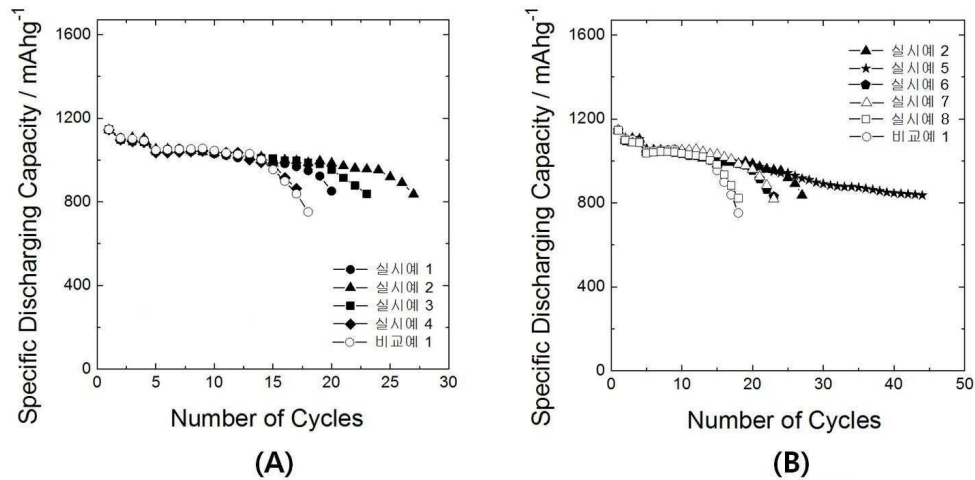 1600
1200
800
400
0
0
5
10
15
20
25
30
Specific Discharging Capacity / mAhg⁻¹
Number of Cycles
실시예 1
실시예 2
실시예 3
실시예 4
비교예 1
(A)
1600
1200
800
400
0
0
10
20
30
40
50
Specific Discharging Capacity / mAhg⁻¹
Number of Cycles
실시예 2
실시예 5
실시예 6
실시예 7
실시예 8
비교예 1
(B)